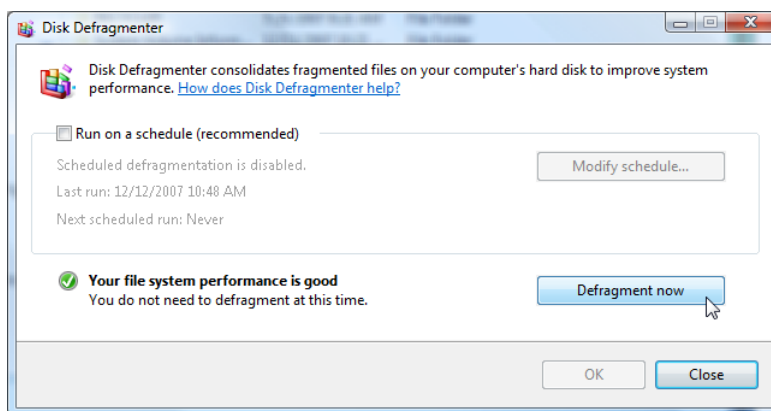 Disk Defragmenter
Disk Defragmenter consolidates fragmented files on your computer's hard disk to improve system
performance. How does Disk Defragmenter help?
Run on a schedule (recommended)
Scheduled defragmentation is disabled.
Modify schedule...
Last run: 12/12/2007 10:48 AM
Next scheduled run: Never
Your file system performance is good
You do not need to defragment at this time.
Defragment now
OK
Close